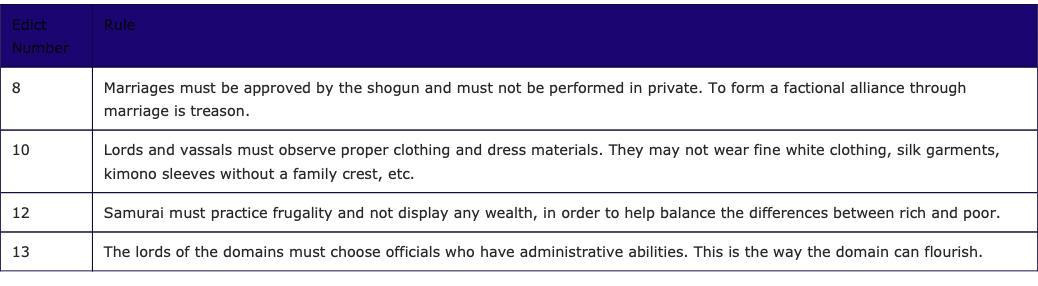 Edict Rule
Number
8 Marriages must be approved by the shogun and must not be performed in private. To form a factional alliance through
marriage is treason.
10 Lords and vassals must observe proper clothing and dress materials. They may not wear fine white clothing, silk garments,
kimono sleeves without a family crest, etc.
12 Samurai must practice frugality and not display any wealth, in order to help balance the differences between rich and poor.
13 The lords of the domains must choose officials who have administrative abilities. This is the way the domain can flourish.